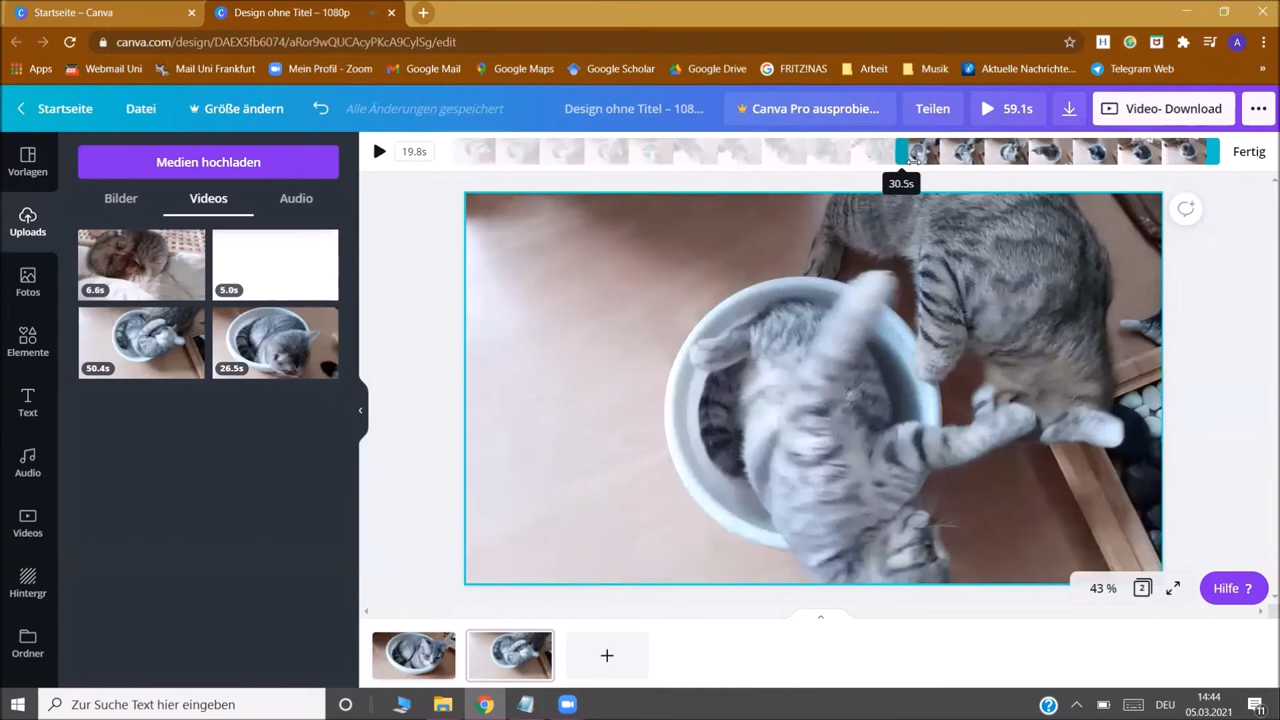 Startseite – Canva
Design ohne Titel – 1080p
canva.com/design/DAEX5fb6074/aRor9wQUCAcyPKcA9CylSg/edit
Apps
Webmail Uni
Mail Uni Frankfurt
Mein Profil - Zoom
Google Mail
Google Maps
Google Scholar
Google Drive
FRITZ!NAS
Arbeit
Musik
Aktuelle Nachrichte...
Telegram Web
Startseite
Datei
Größe ändern
Alle Änderungen gespeichert
Design ohne Titel – 108...
Canva Pro ausprobie...
Teilen
59.1s
Video- Download
Vorlagen
Uploads
Fotos
Elemente
Text
Audio
Videos
Hintergr
Ordner
Medien hochladen
Bilder
Videos
Audio
6.6s
5.0s
50.4s
26.5s
19.8s
Fertig
30.5s
43 %
2
Hilfe ?
Zur Suche Text hier eingeben
DEU
14:44
05.03.2021
11